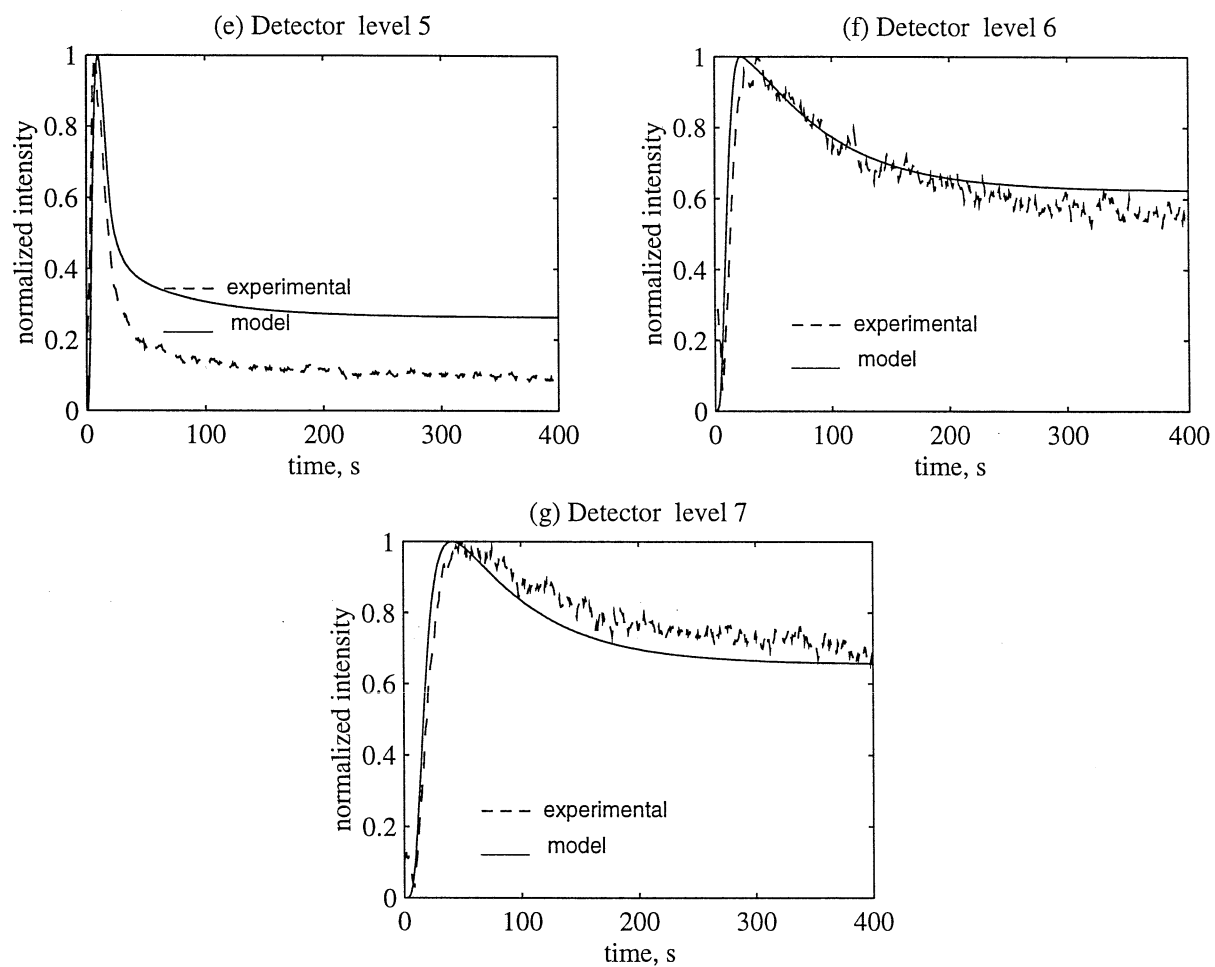 (e) Detector level 5
1
0.8
0.6
0.4
0.2
0
normalized intensity
experimental
model
0 100 200 300 400
time, s
(f) Detector level 6
1
0.8
0.6
0.4
0.2
0
normalized intensity
experimental
model
0 100 200 300 400
time, s
(g) Detector level 7
1
0.8
0.6
0.4
0.2
0
normalized intensity
experimental
model
0 100 200 300 400
time, s